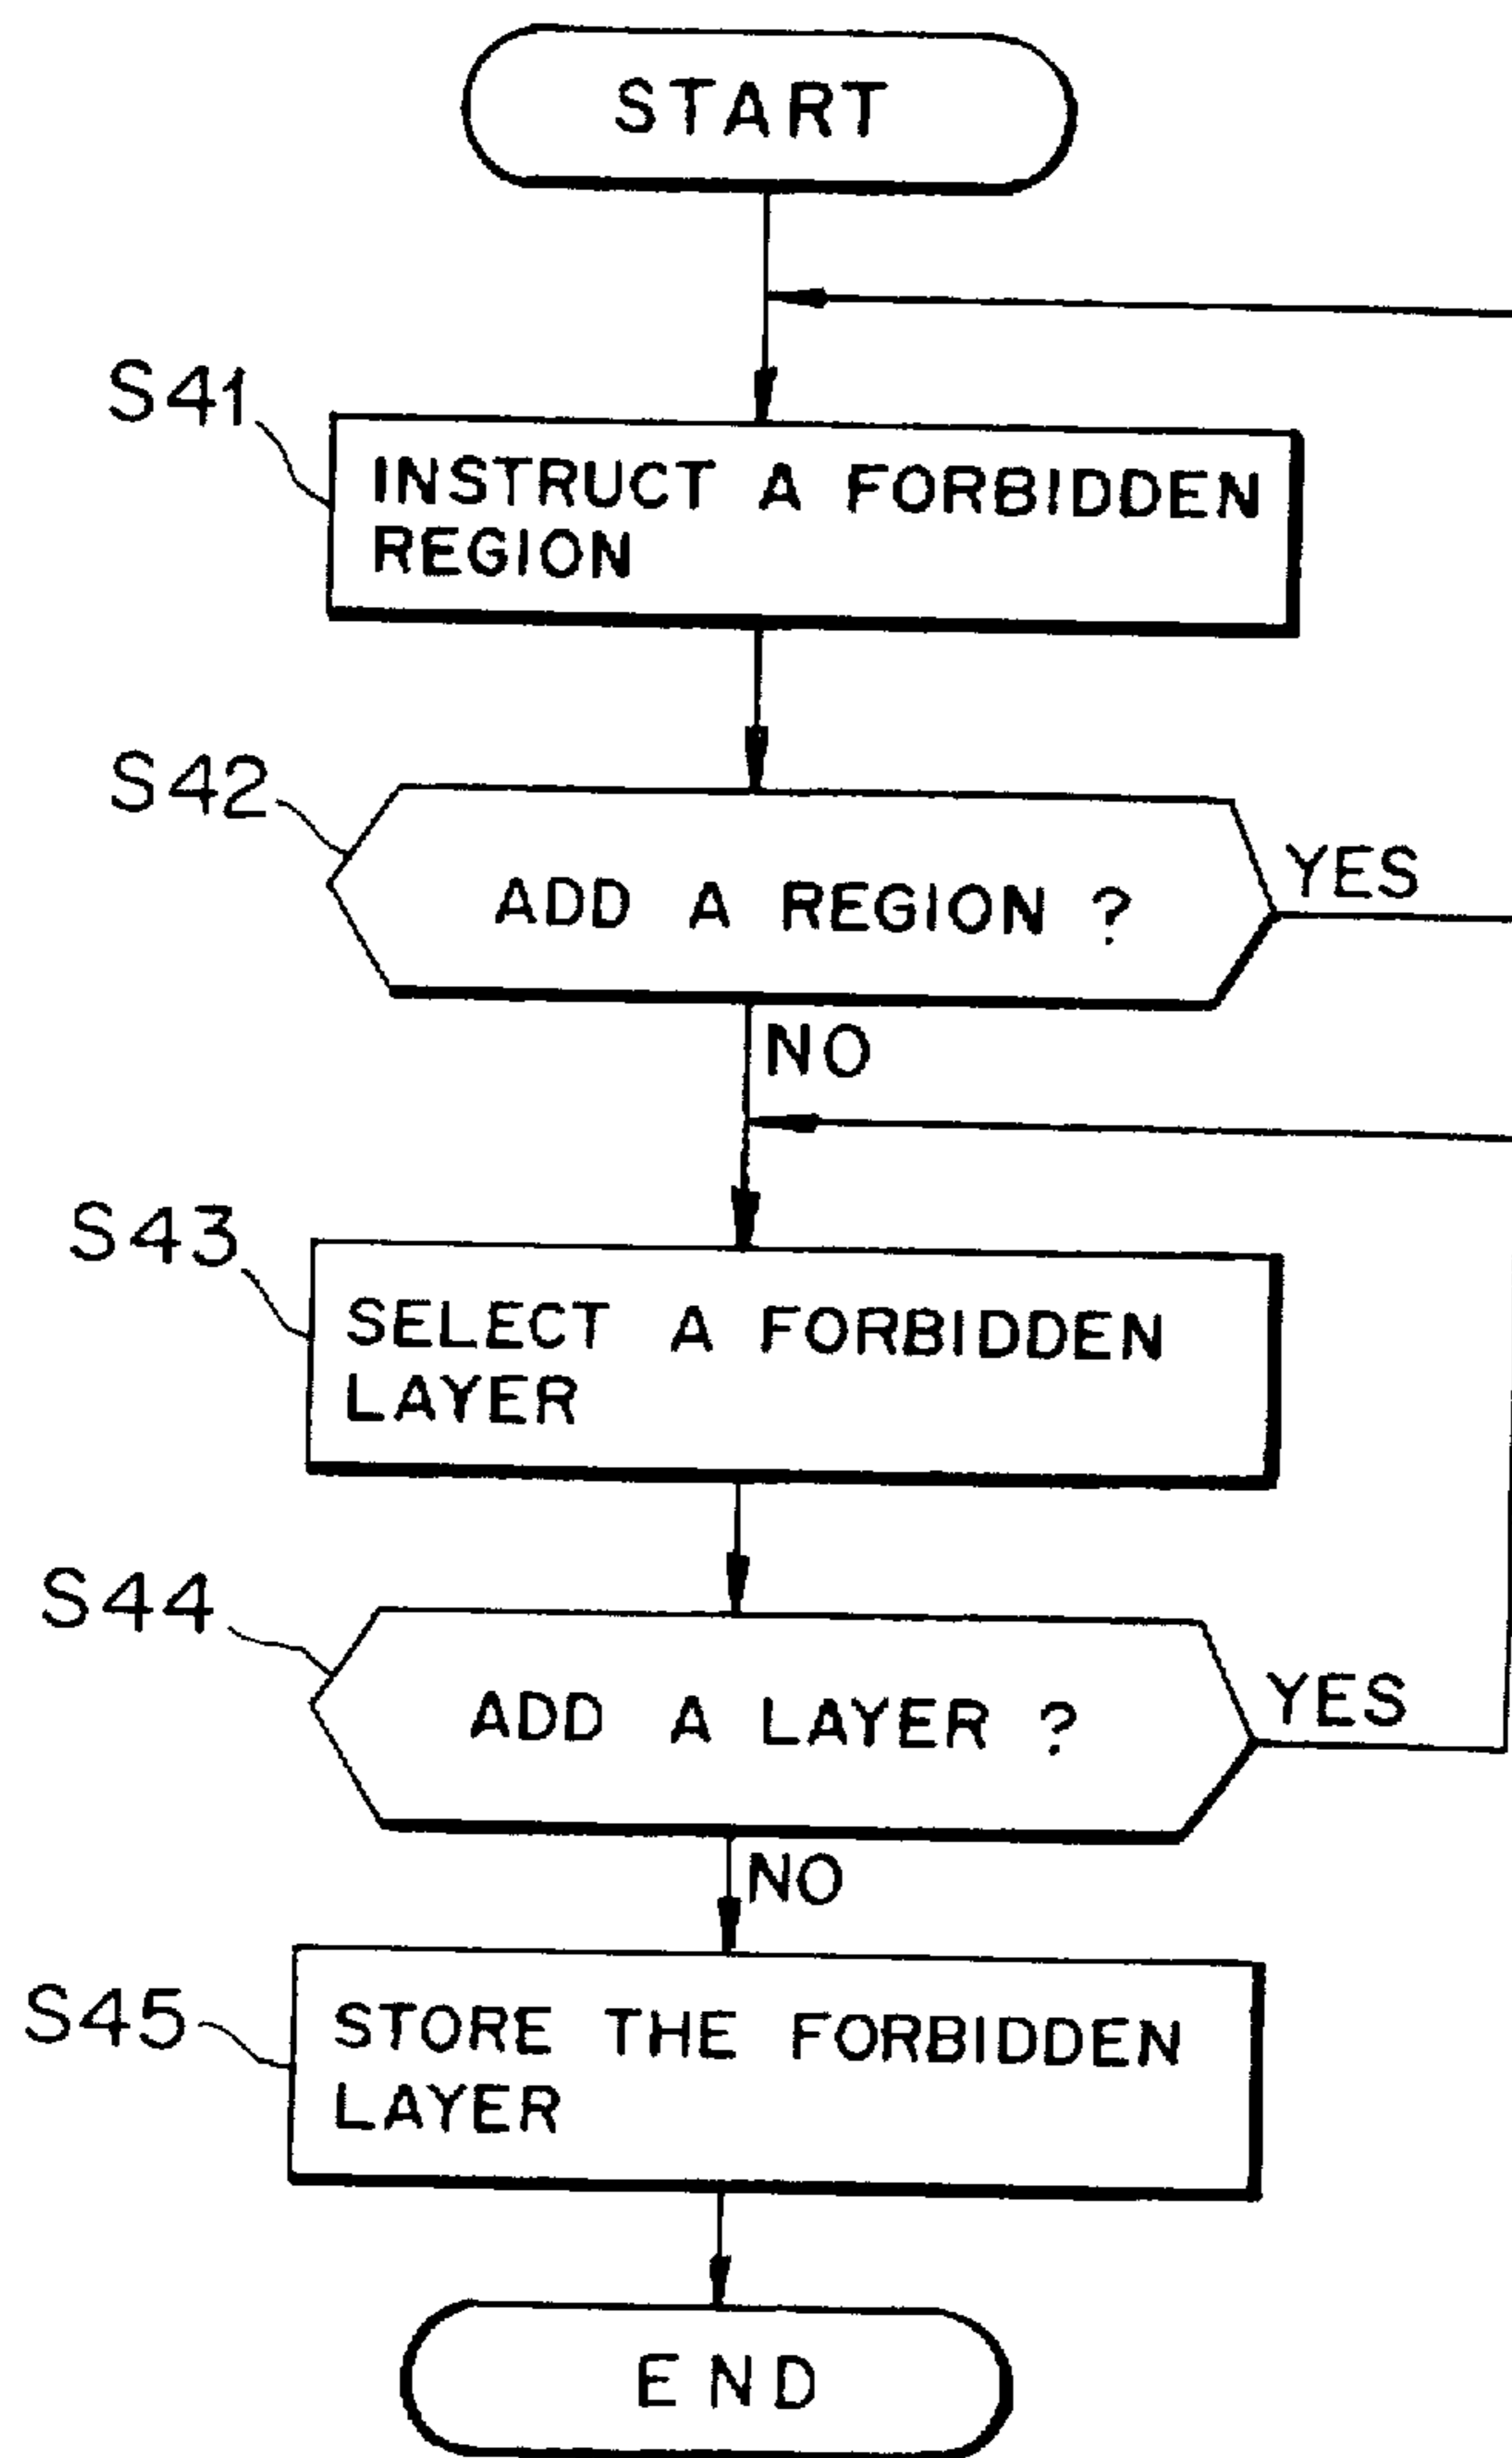 START
S41
INSTRUCT A FORBIDDEN
REGION
S42
ADD A REGION ?
YES
NO
S43
SELECT A FORBIDDEN
LAYER
S44
ADD A LAYER ?
YES
NO
S45
STORE THE FORBIDDEN
LAYER
END